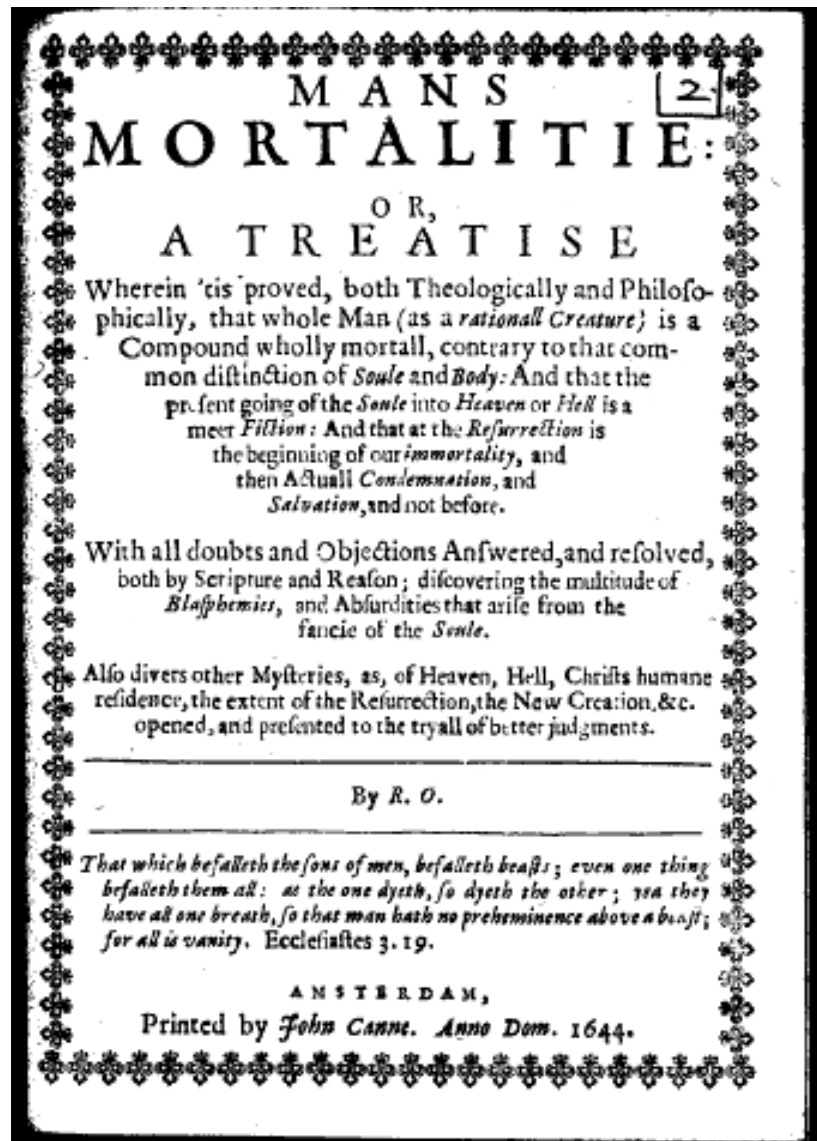 MANS
2
MORTALITIE:
OR,
A TREATISE
Wherein 'tis proved, both Theologically and Philoſo-
phically, that whole Man (as a rationall Creature) is a
Compound wholly mortall, contrary to that com-
mon diſtinction of Soule and Body: And that the
preſent going of the Soule into Heaven or Hell is a
meer Fiction: And that at the Reſurrection is
the beginning of our immortality, and
then Actuall Condemnation, and
Salvation, and not before.
With all doubts and Objections Anſwered, and reſolved,
both by Scripture and Reaſon; diſcovering the multitude of
Blaſphemies, and Abſurdities that ariſe from the
fancie of the Soule.
Alſo divers other Myſteries, as, of Heaven, Hell, Chriſts humane
reſidence, the extent of the Reſurrection, the New Creation, &c.
opened, and preſented to the tryall of better judgments.
By R. O.
That which befalleth the ſons of men, befalleth beaſts; even one thing
befalleth them all: as the one dyeth, ſo dyeth the other; yea they
have all one breath, ſo that man hath no preheminence above a beaſt;
for all is vanity. Eccleſiaſtes 3. 19.
AMSTERDAM,
Printed by John Canne. Anno Dom. 1644.